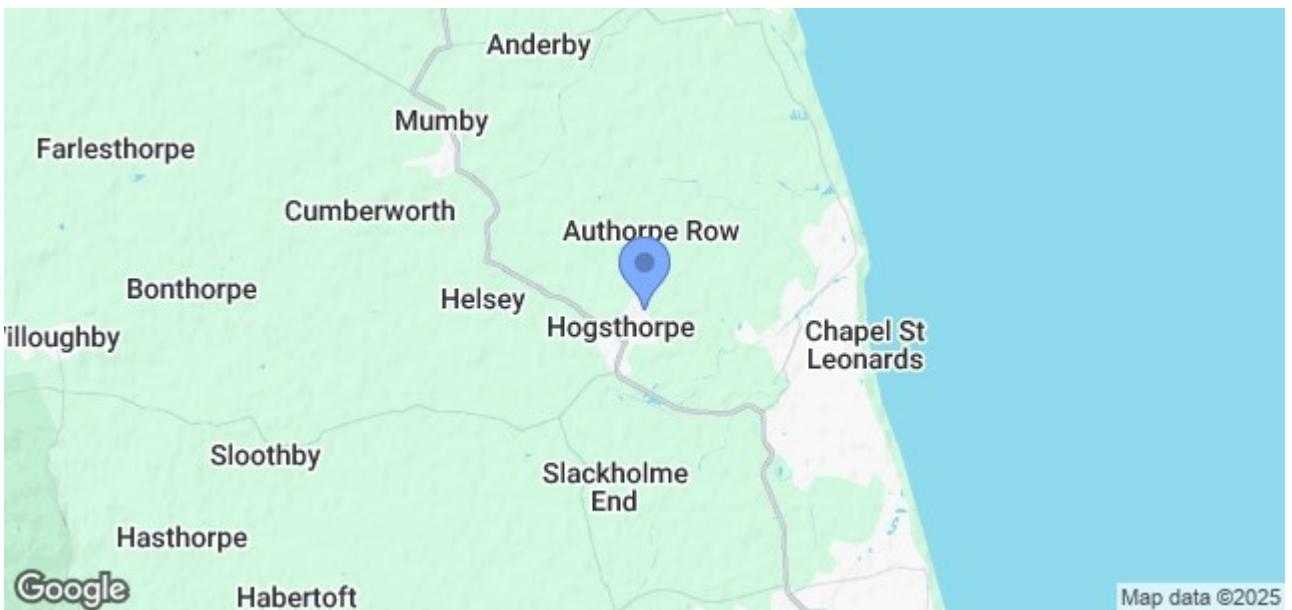 Anderby
Mumby
Farlesthorpe
Cumberworth
Authorpe Row
Bonthorpe
Helsey
Hogsthorpe
Chapel St
Leonards
illoughby
Sloothby
Slackholme
End
Hasthorpe
Habertoft
Google
Map data ©2025